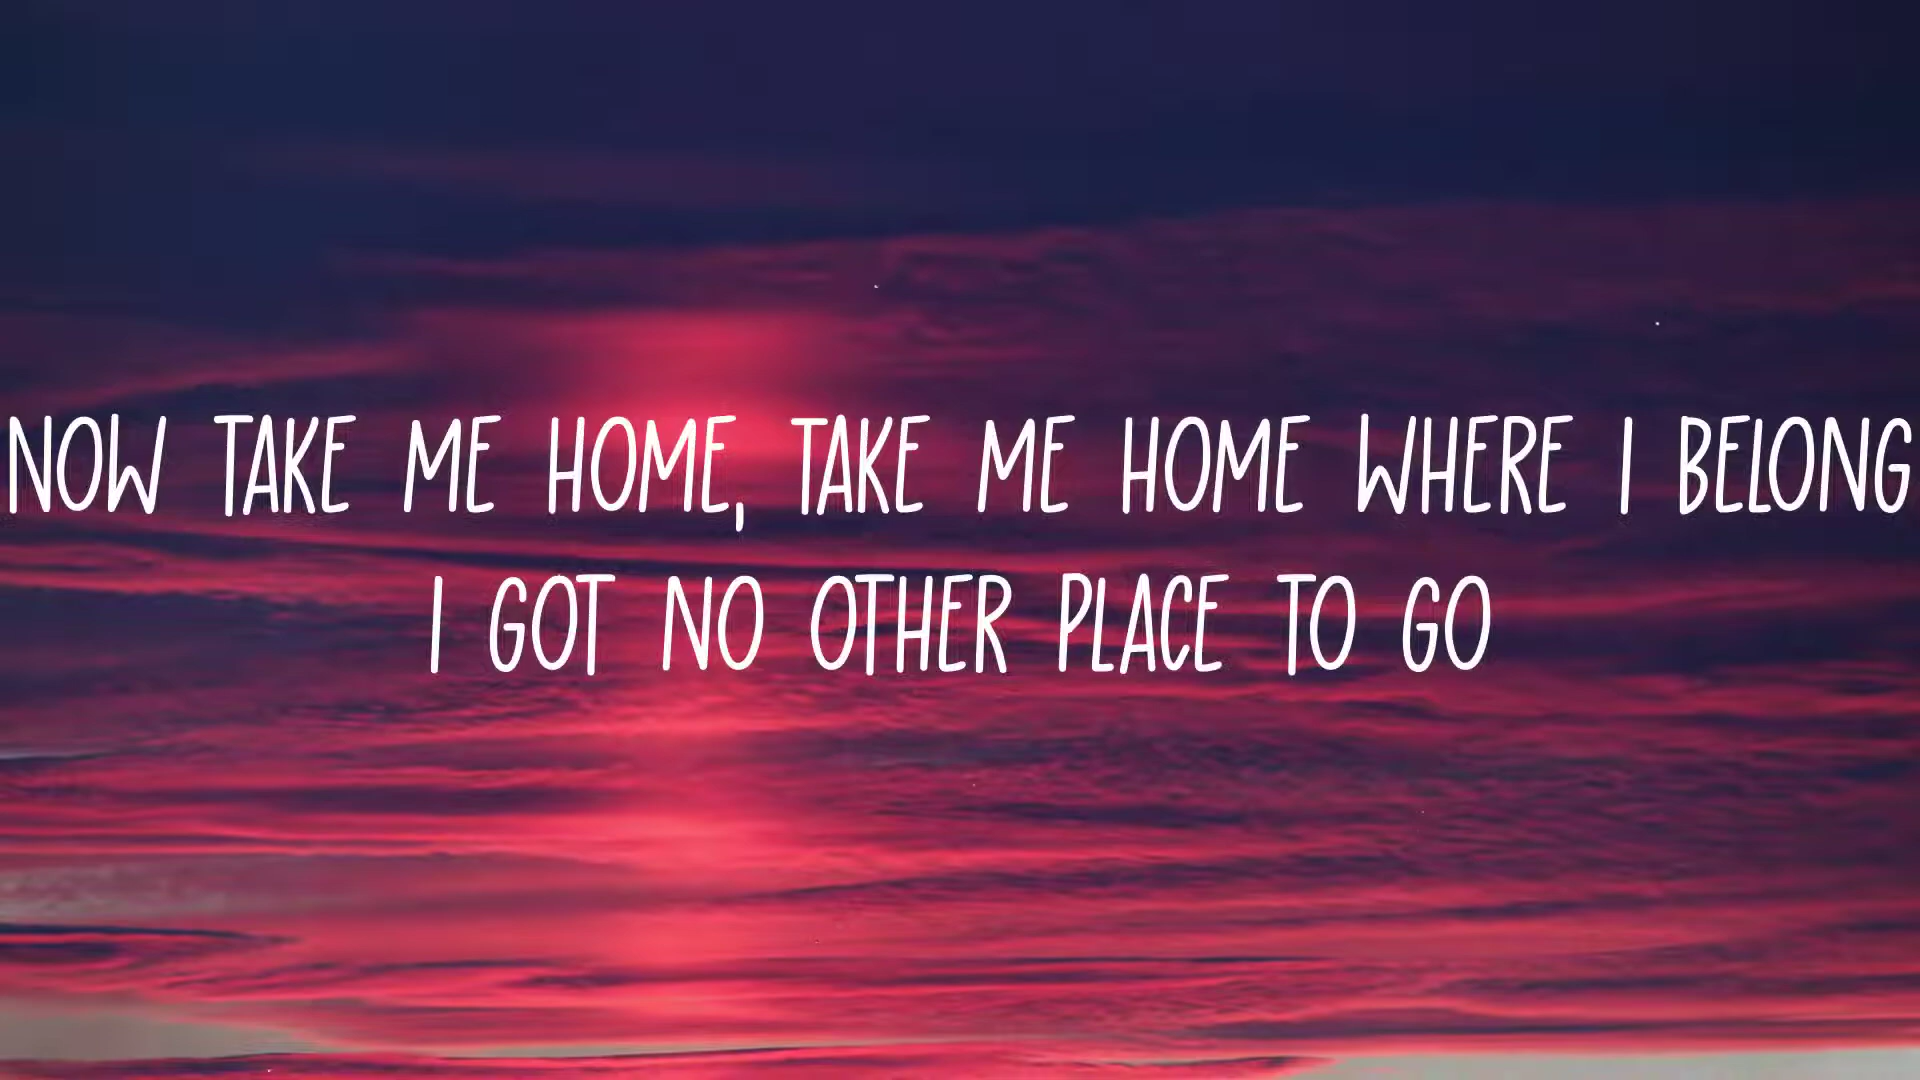 NOW TAKE ME HOME, TAKE ME HOME WHERE I BELONG
I GOT NO OTHER PLACE TO GO